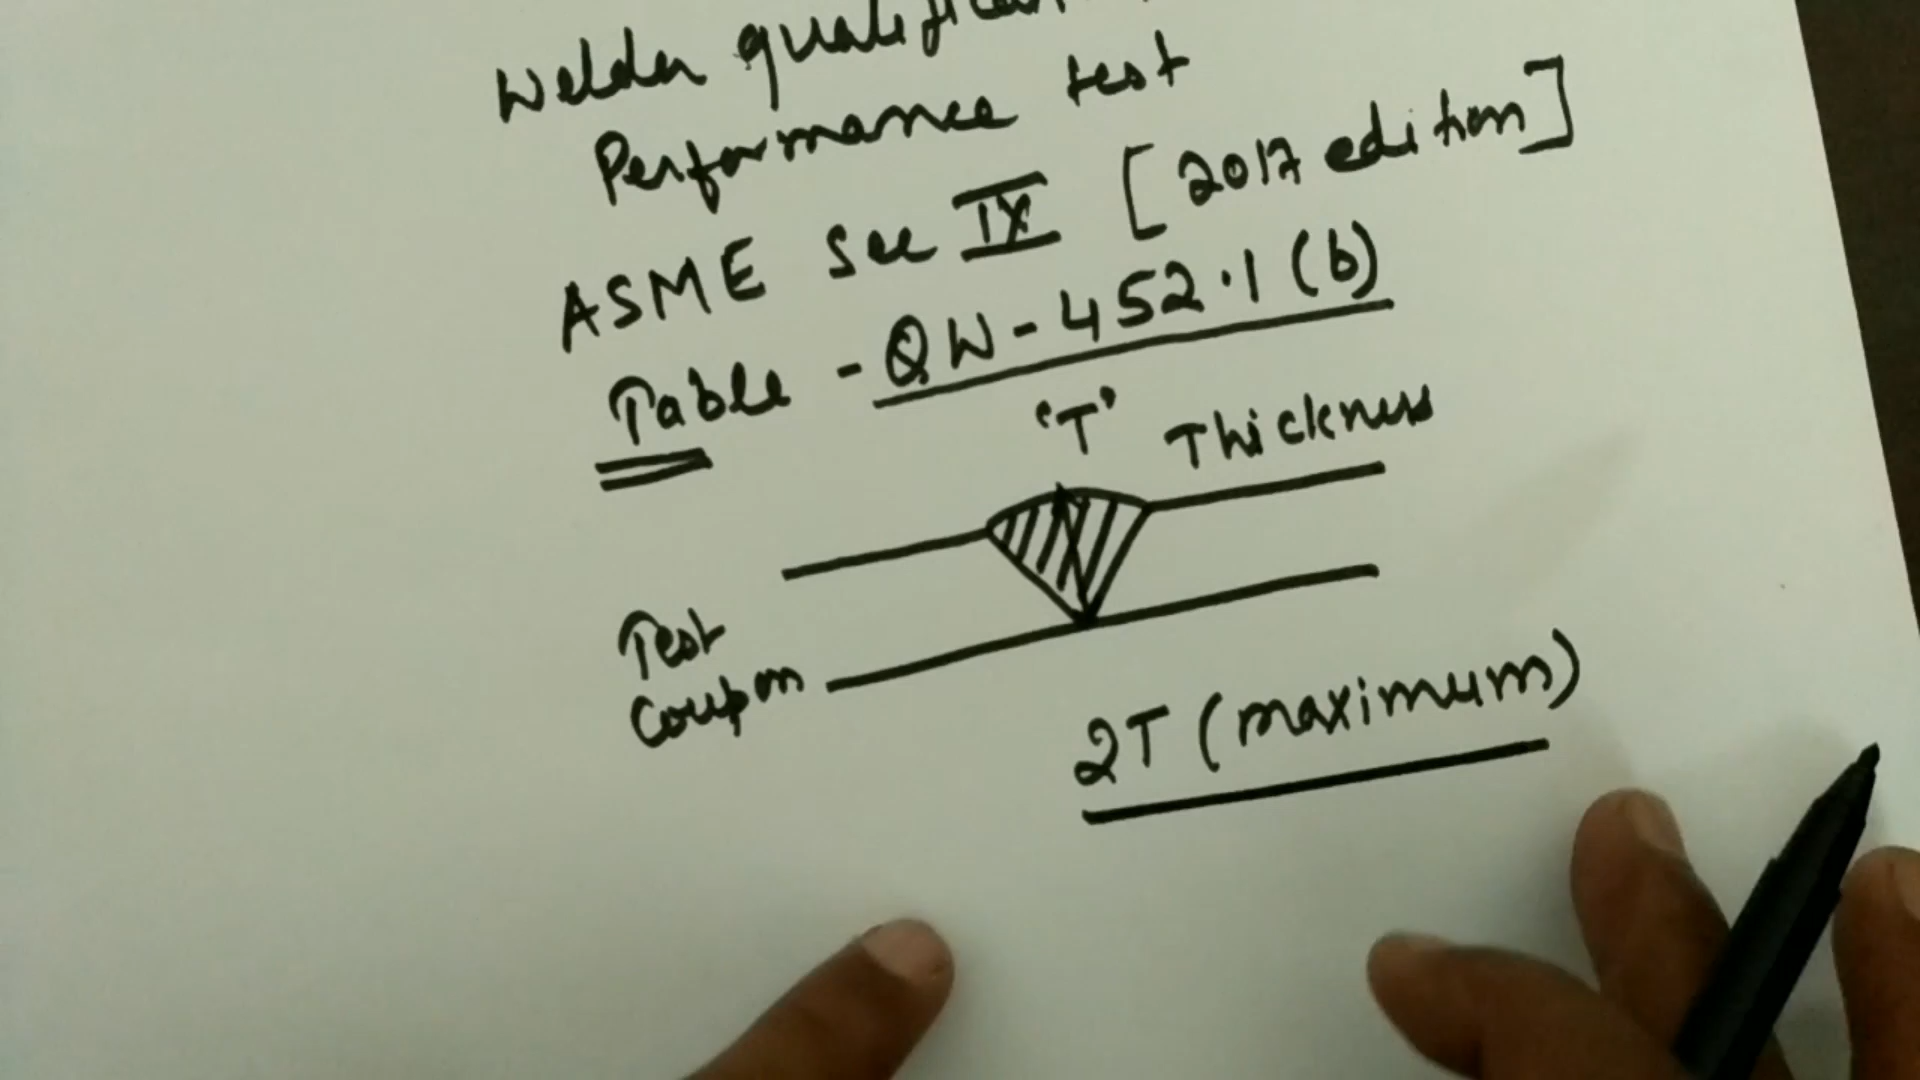 Welder
Performance test
ASME Sec IX [2017 edition]
Table - QW-452.1 (b)
'T' Thickness
Test
Coupon
2T (maximum)